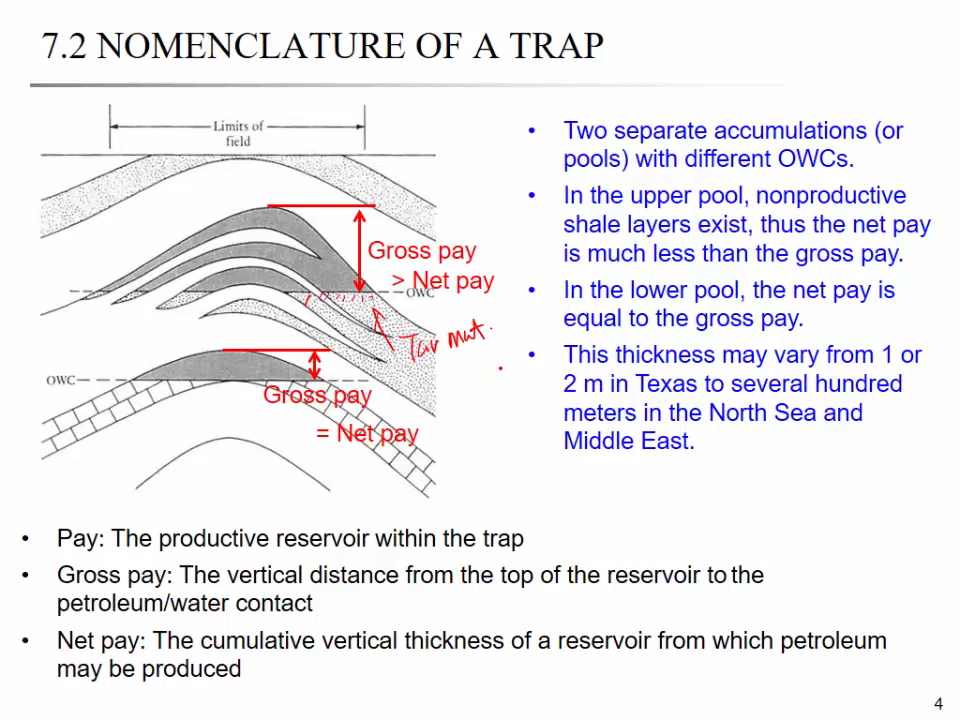 7.2 NOMENCLATURE OF A TRAP
Limits of
field
Gross pay
> Net pay
OWC
Tar mat.
OWC
Gross pay
= Net pay
• Two separate accumulations (or
pools) with different OWCs.
• In the upper pool, nonproductive
shale layers exist, thus the net pay
is much less than the gross pay.
• In the lower pool, the net pay is
equal to the gross pay.
• This thickness may vary from 1 or
2 m in Texas to several hundred
meters in the North Sea and
Middle East.
• Pay: The productive reservoir within the trap
• Gross pay: The vertical distance from the top of the reservoir to the
petroleum/water contact
• Net pay: The cumulative vertical thickness of a reservoir from which petroleum
may be produced
4